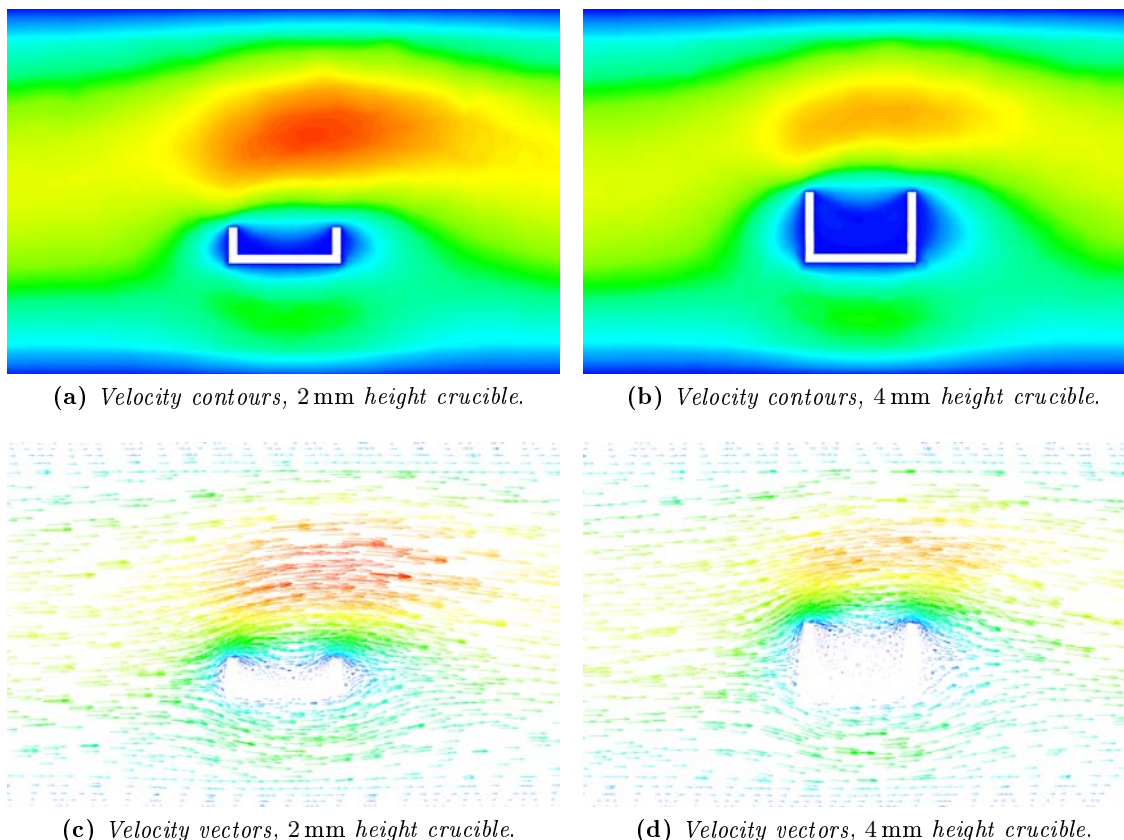 (a) Velocity contours, 2 mm height crucible.
(b) Velocity contours, 4 mm height crucible.
(c) Velocity vectors, 2 mm height crucible.
(d) Velocity vectors, 4 mm height crucible.